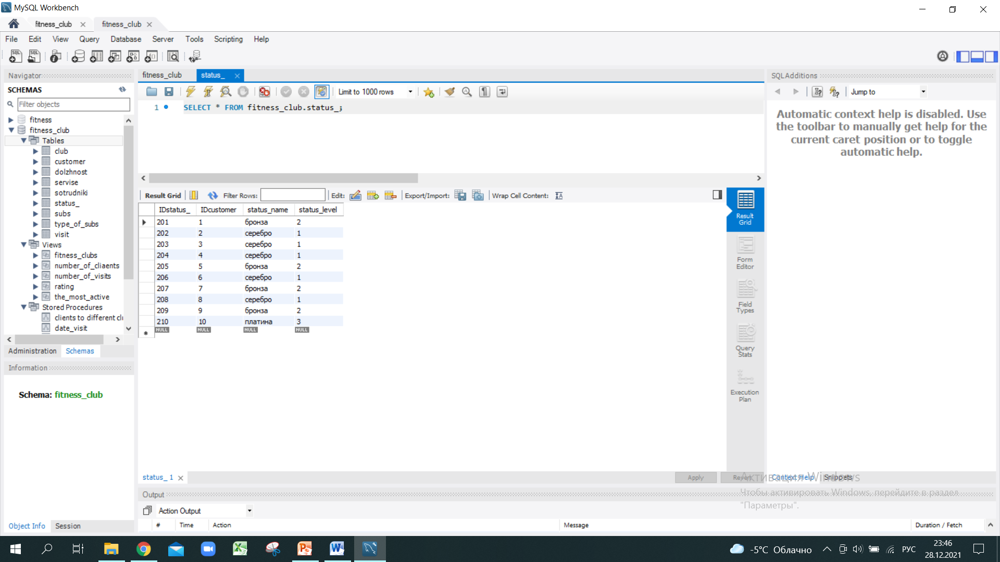 MySQL Workbench
fitness_club
fitness_club
File Edit View Query Database Server Tools Scripting Help
Navigator
SCHEMAS
Filter objects
fitness
fitness_club
Tables
club
customer
dolzhnost
servise
sotrudniki
status_
subs
type_of_subs
visit
Views
fitness_clubs
number_of_cliaents
number_of_visits
rating
the_most_active
Stored Procedures
clients to different
date_visit
Administration Schemas
Information
Schema: fitness_club
Object Info Session
fitness_club status_
Limit to 1000 rows
1 SELECT * FROM fitness_club.status_;
Result Grid Filter Rows: Edit: Export/Import: Wrap Cell Content:
IDstatus_ IDcustomer status_name status_level
201 1 бронза 2
202 2 серебро 1
203 3 серебро 1
204 4 серебро 1
205 5 бронза 2
206 6 серебро 1
207 7 бронза 2
208 8 серебро 1
209 9 бронза 2
210 10 платина 3
NULL NULL NULL NULL
Result
Grid
Form
Editor
Field
Types
Query
Stats
Execution
Plan
status_ 1
Apply Revert
Output
Action Output
# Time Action Message Duration / Fetch
SQLAdditions
Jump to
Automatic context help is disabled. Use
the toolbar to manually get help for the
current caret position or to toggle
automatic help.
Context Help Snippets
Активация Windows
Чтобы активировать Windows, перейдите в раздел
"Параметры".
-5°C Облачно РУС
23:46
28.12.2021